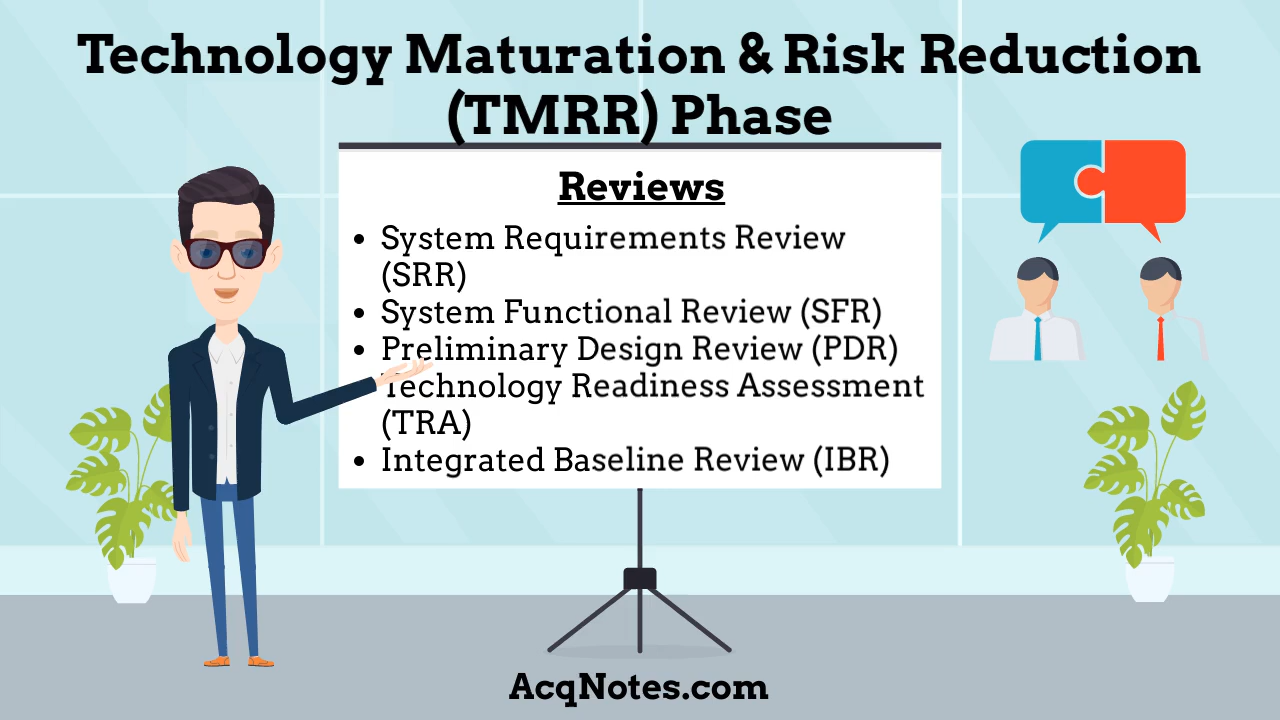 Technology Maturation & Risk Reduction
(TMRR) Phase
Reviews
• System Requirements Review
(SRR)
• System Functional Review (SFR)
• Preliminary Design Review (PDR)
Technology Readiness Assessment
(TRA)
• Integrated Baseline Review (IBR)
AcqNotes.com